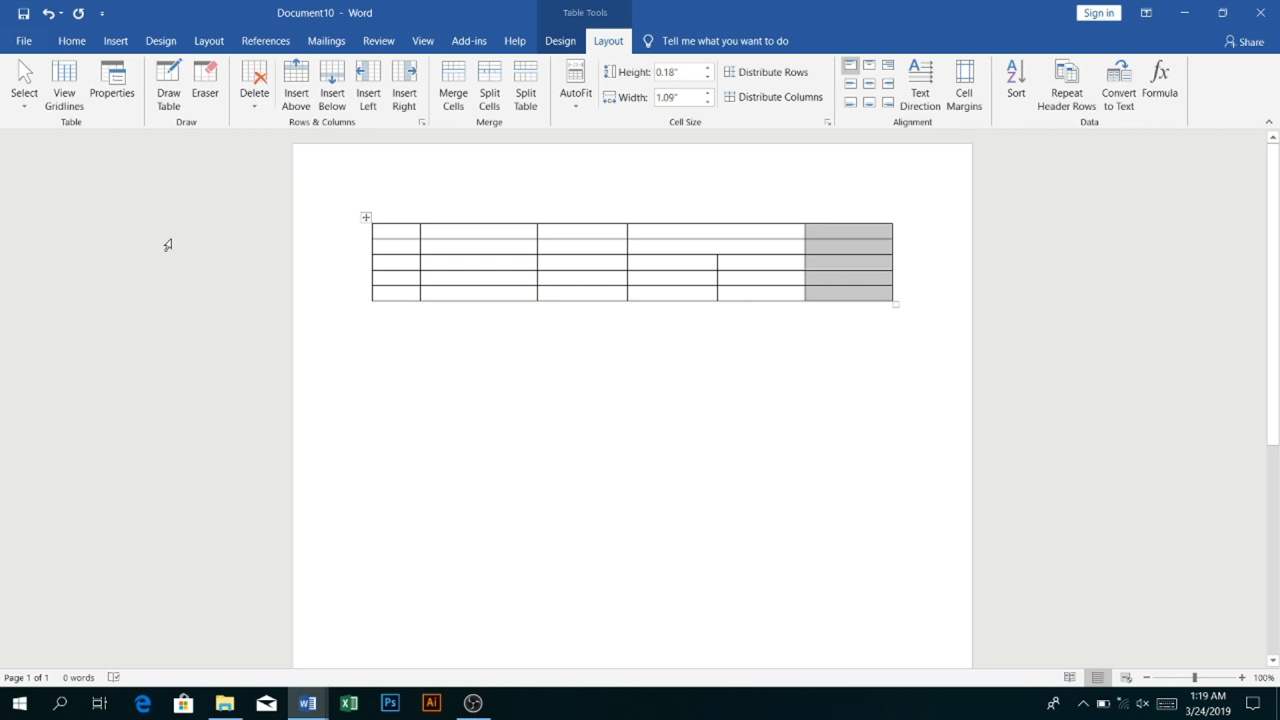 Document10 - Word
Table Tools
Sign in
File
Home
Insert
Design
Layout
References
Mailings
Review
View
Add-ins
Help
Design
Layout
Tell me what you want to do
Share
Select
View
Gridlines
Properties
Draw
Table
Eraser
Delete
Insert
Above
Insert
Below
Insert
Left
Insert
Right
Merge
Cells
Split
Cells
Split
Table
AutoFit
Height: 0.18"
Width: 1.09"
Distribute Rows
Distribute Columns
Text
Direction
Cell
Margins
Sort
Repeat
Header Rows
Convert
to Text
Formula
Table
Draw
Rows & Columns
Merge
Cell Size
Alignment
Data
Page 1 of 1
0 words
100%
Ps
Ai
1:19 AM
3/24/2019